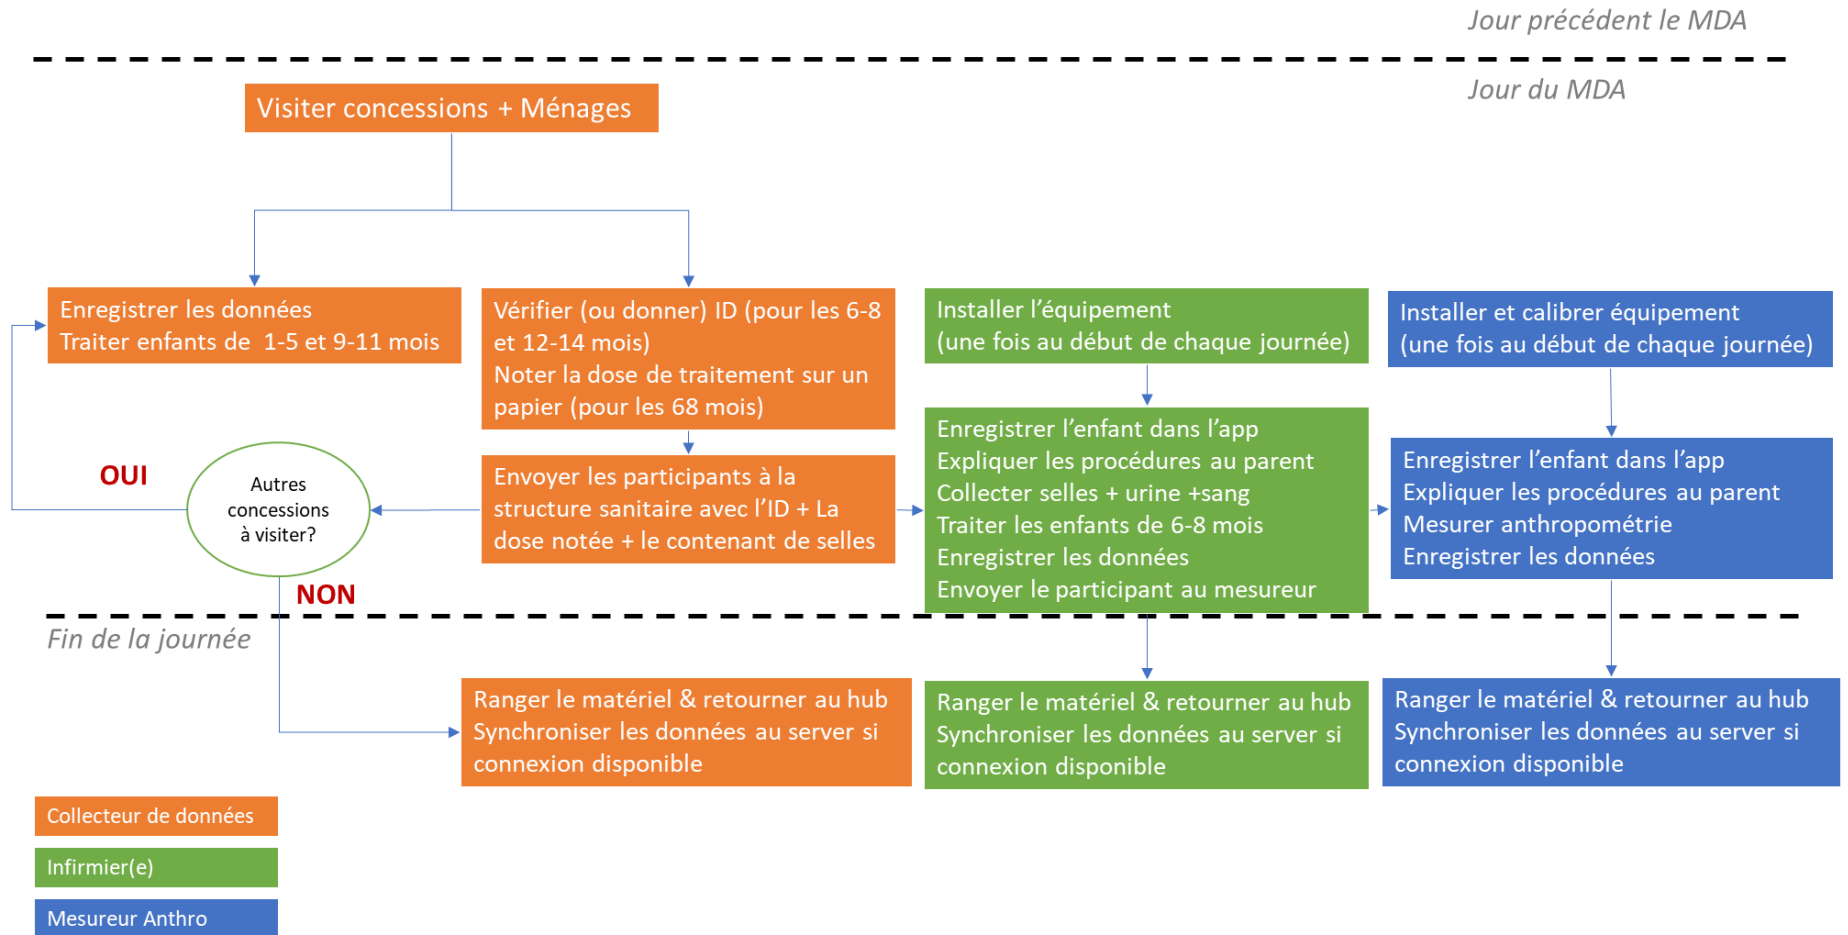 Jour précédent le MDA
Jour du MDA
Visiter concessions + Ménages
Enregistrer les données
Traiter enfants de 1-5 et 9-11 mois
Vérifier (ou donner) ID (pour les 6-8
et 12-14 mois)
Noter la dose de traitement sur un
papier (pour les 68 mois)
Installer l’équipement
(une fois au début de chaque journée)
Installer et calibrer équipement
(une fois au début de chaque journée)
OUI
Autres
concessions
à visiter?
NON
Envoyer les participants à la
structure sanitaire avec l’ID + La
dose notée + le contenant de selles
Enregistrer l’enfant dans l’app
Expliquer les procédures au parent
Collecter selles + urine +sang
Traiter les enfants de 6-8 mois
Enregistrer les données
Envoyer le participant au mesureur
Enregistrer l’enfant dans l’app
Expliquer les procédures au parent
Mesurer anthropométrie
Enregistrer les données
Fin de la journée
Ranger le matériel & retourner au hub
Synchroniser les données au server si
connexion disponible
Ranger le matériel & retourner au hub
Synchroniser les données au server si
connexion disponible
Ranger le matériel & retourner au hub
Synchroniser les données au server si
connexion disponible
Collecteur de données
Infirmier(e)
Mesureur Anthro